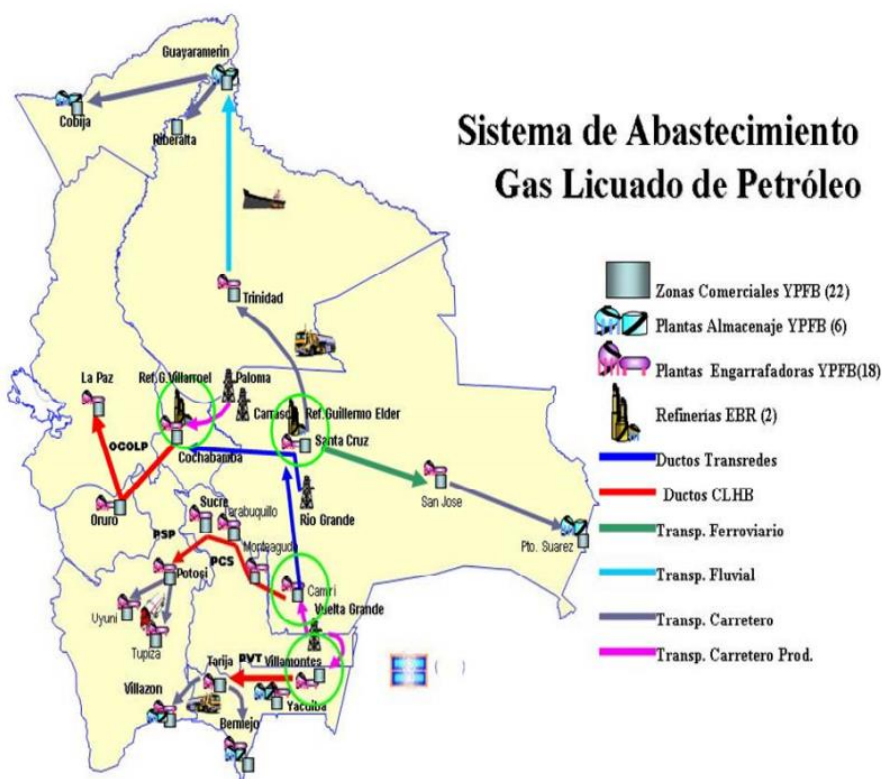 Guayaramerin
Cobija
Riberalta
Sistema de Abastecimiento
Gas Licuado de Petróleo
Trinidad
La Paz
Ref.G.Villarroel
Paloma
Carrasco
Ref.Guillermo Elder
Santa Cruz
OCOLP
Cochabamba
Oruro
San Jose
Rio Grande
Pto. Suarez
Sucre
Tarabuquillo
Monteagudo
PSP
PCS
Potosi
Camiri
Uyuni
Vuelta Grande
Tupiza
Tarija
PVT
Villamontes
Villazon
Yacuiba
Bermejo
Zonas Comerciales YPFB (22)
Plantas Almacenaje YPFB (6)
Plantas Engarrafadoras YPFB(18)
Refinerías EBR (2)
Ductos Transredes
Ductos CLHB
Transp. Ferroviario
Transp. Fluvial
Transp. Carretero
Transp. Carretero Prod.